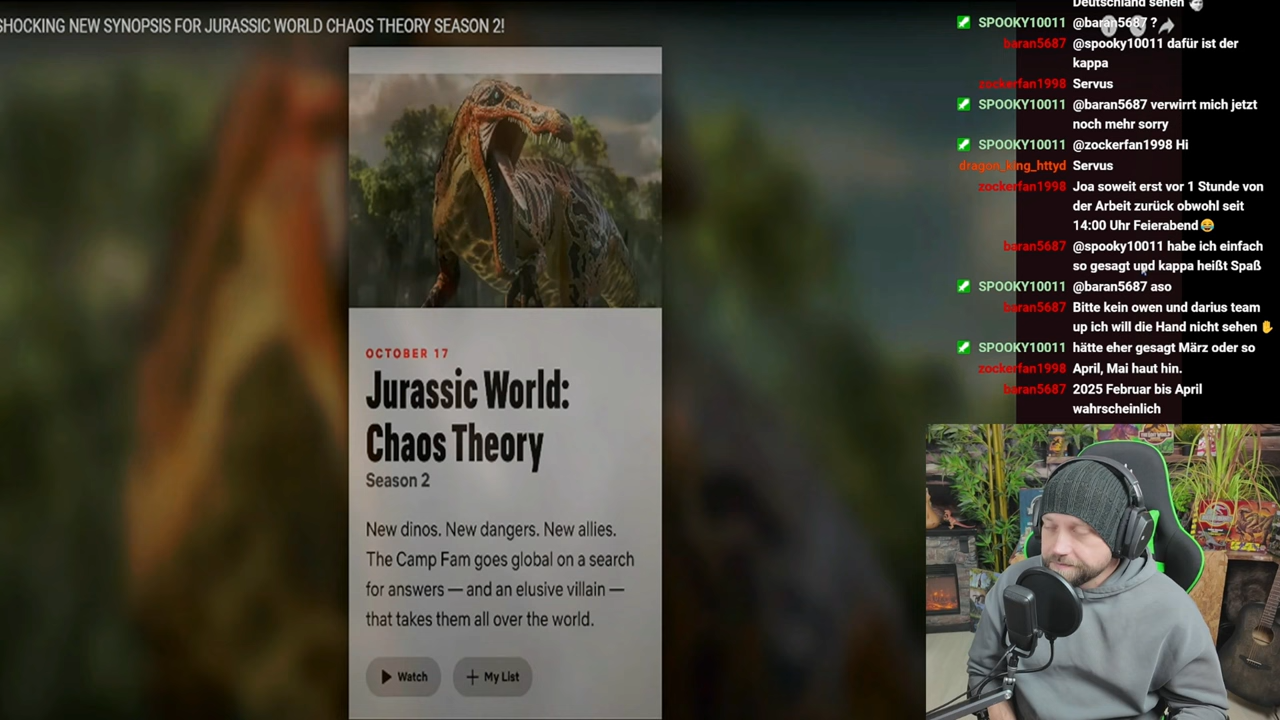 SHOCKING NEW SYNOPSIS FOR JURASSIC WORLD CHAOS THEORY SEASON 2!
OCTOBER 17
Jurassic World:
Chaos Theory
Season 2
New dinos. New dangers. New allies.
The Camp Fam goes global on a search
for answers — and an elusive villain —
that takes them all over the world.
Watch
My List
Deutschland sehen
SPOOKY10011 @baran5687 ?
baran5687 @spooky10011 dafür ist der
kappa
zockerfan1998 Servus
SPOOKY10011 @baran5687 verwirrt mich jetzt
noch mehr sorry
SPOOKY10011 @zockerfan1998 Hi
dragon_king_httyd Servus
zockerfan1998 Joa soweit erst vor 1 Stunde von
der Arbeit zurück obwohl seit
14:00 Uhr Feierabend😂
baran5687 @spooky10011 habe ich einfach
so gesagt und kappa heißt Spaß
SPOOKY10011 @baran5687 aso
baran5687 Bitte kein owen und darius team
up ich will die Hand nicht sehen ✋
SPOOKY10011 hätte eher gesagt März oder so
zockerfan1998 April, Mai haut hin.
baran5687 2025 Februar bis April
wahrscheinlich